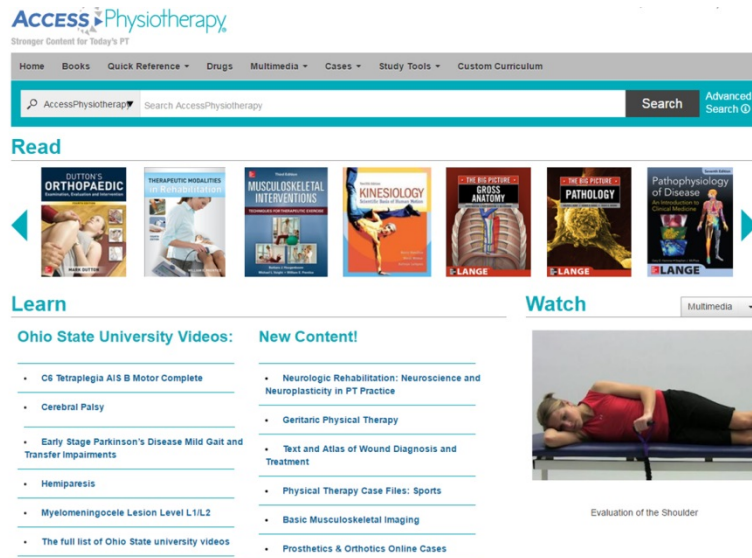 ACCESS Physiotherapy
Stronger Content for Today's PT
Home Books Quick Reference Drugs Multimedia Cases Study Tools Custom Curriculum
AccessPhysiotherapy Search AccessPhysiotherapy Search Advanced Search
Read
DUTTON'S
ORTHOPAEDIC
Examination, Evaluation and Intervention
MARK DUTTON
THERAPEUTIC MODALITIES
in Rehabilitation
Third Edition
MUSCULOSKELETAL
INTERVENTIONS
TECHNIQUES FOR THERAPEUTIC EXERCISE
KINESIOLOGY
Scientific Basis of Human Motion
THE BIG PICTURE
GROSS
ANATOMY
LANGE
THE BIG PICTURE
PATHOLOGY
LANGE
Seventh Edition
Pathophysiology
of Disease
An Introduction to
Clinical Medicine
LANGE
Learn
Ohio State University Videos:
C6 Tetraplegia AIS B Motor Complete
Cerebral Palsy
Early Stage Parkinson's Disease Mild Gait and
Transfer Impairments
Hemiparesis
Myelomeningocele Lesion Level L1/L2
The full list of Ohio State university videos
New Content!
Neurologic Rehabilitation: Neuroscience and
Neuroplasticity in PT Practice
Geritaric Physical Therapy
Text and Atlas of Wound Diagnosis and
Treatment
Physical Therapy Case Files: Sports
Basic Musculoskeletal Imaging
Prosthetics & Orthotics Online Cases
Watch
Multimedia
Evaluation of the Shoulder